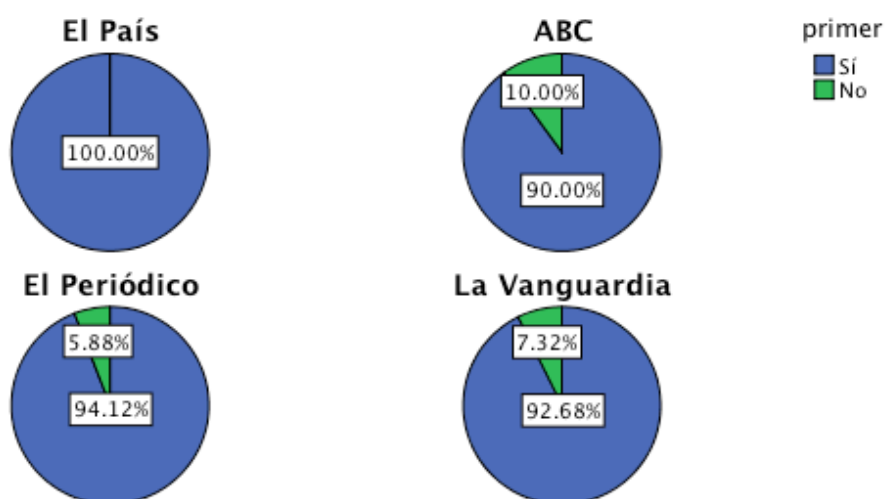 El País
100.00%
ABC
10.00%
90.00%
primer
Sí
No
El Periódico
5.88%
94.12%
La Vanguardia
7.32%
92.68%